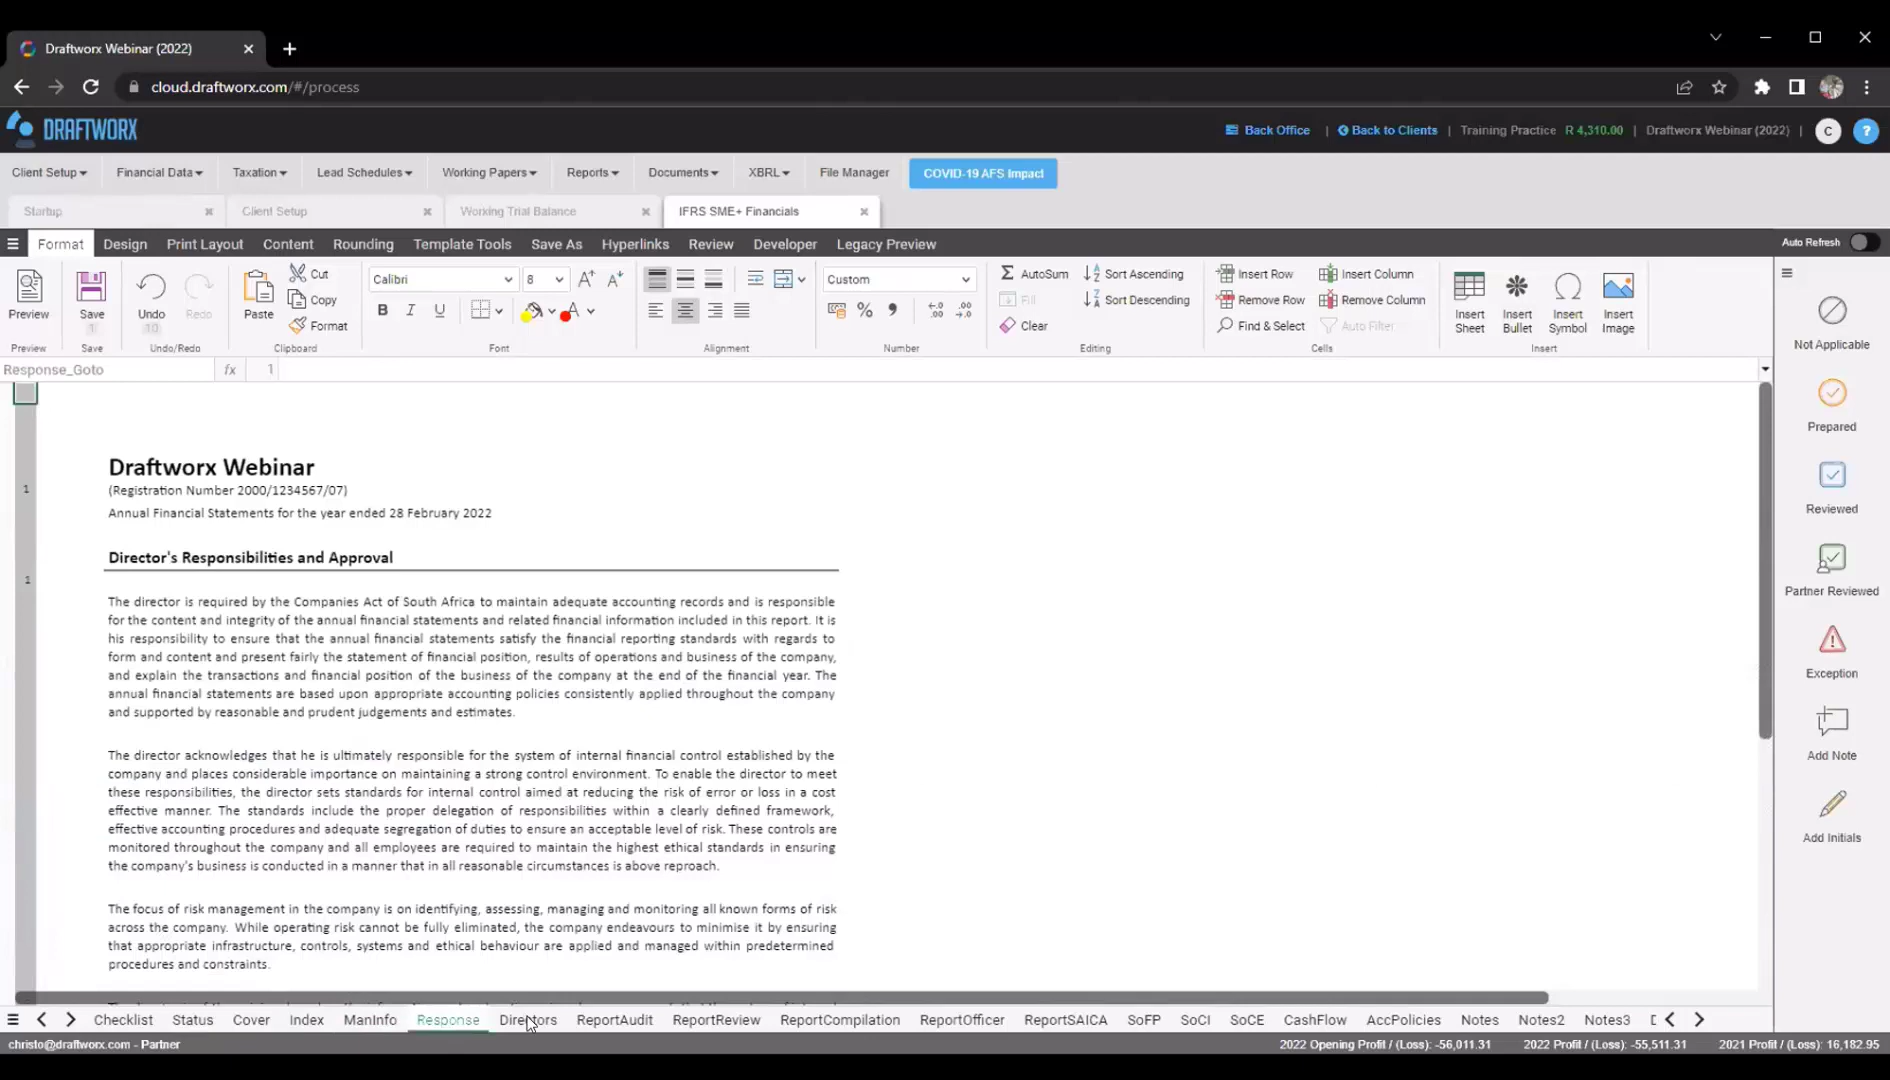 Draftworx Webinar (2022)
cloud.draftworx.com/#/process
DRAFTWORX
Back Office | Back to Clients | Training Practice R 4,310.00 | Draftworx Webinar (2022) | C ?
Client Setup Financial Data Taxation Lead Schedules Working Papers Reports Documents XBRL File Manager COVID-19 AFS Impact
Startup Client Setup Working Trial Balance IFRS SME+ Financials
Format Design Print Layout Content Rounding Template Tools Save As Hyperlinks Review Developer Legacy Preview Auto Refresh
Preview Save Undo Redo Paste Cut Copy Format
1 10
Calibri 8 B I U A
Custom % 
AutoSum Fill Clear Sort Ascending Sort Descending
Insert Row Remove Row Find & Select Insert Column Remove Column Auto Filter
Insert Sheet Insert Bullet Insert Symbol Insert Image
Preview Save Undo/Redo Clipboard Font Alignment Number Editing Cells Insert
Response_Goto fx 1
Draftworx Webinar
(Registration Number 2000/1234567/07)
1
Annual Financial Statements for the year ended 28 February 2022
Director's Responsibilities and Approval
1
The director is required by the Companies Act of South Africa to maintain adequate accounting records and is responsible
for the content and integrity of the annual financial statements and related financial information included in this report. It is
his responsibility to ensure that the annual financial statements satisfy the financial reporting standards with regards to
form and content and present fairly the statement of financial position, results of operations and business of the company,
and explain the transactions and financial position of the business of the company at the end of the financial year. The
annual financial statements are based upon appropriate accounting policies consistently applied throughout the company
and supported by reasonable and prudent judgements and estimates.
The director acknowledges that he is ultimately responsible for the system of internal financial control established by the
company and places considerable importance on maintaining a strong control environment. To enable the director to meet
these responsibilities, the director sets standards for internal control aimed at reducing the risk of error or loss in a cost
effective manner. The standards include the proper delegation of responsibilities within a clearly defined framework,
effective accounting procedures and adequate segregation of duties to ensure an acceptable level of risk. These controls are
monitored throughout the company and all employees are required to maintain the highest ethical standards in ensuring
the company's business is conducted in a manner that in all reasonable circumstances is above reproach.
The focus of risk management in the company is on identifying, assessing, managing and monitoring all known forms of risk
across the company. While operating risk cannot be fully eliminated, the company endeavours to minimise it by ensuring
that appropriate infrastructure, controls, systems and ethical behaviour are applied and managed within predetermined
procedures and constraints.
Not Applicable
Prepared
Reviewed
Partner Reviewed
Exception
Add Note
Add Initials
Checklist Status Cover Index ManInfo Response Directors ReportAudit ReportReview ReportCompilation ReportOfficer ReportSAICA SoFP SoCI SoCE CashFlow AccPolicies Notes Notes2 Notes3
christo@draftworx.com - Partner 2022 Opening Profit / (Loss): -56,011.31 2022 Profit / (Loss): -55,511.31 2021 Profit / (Loss): 16,182.95